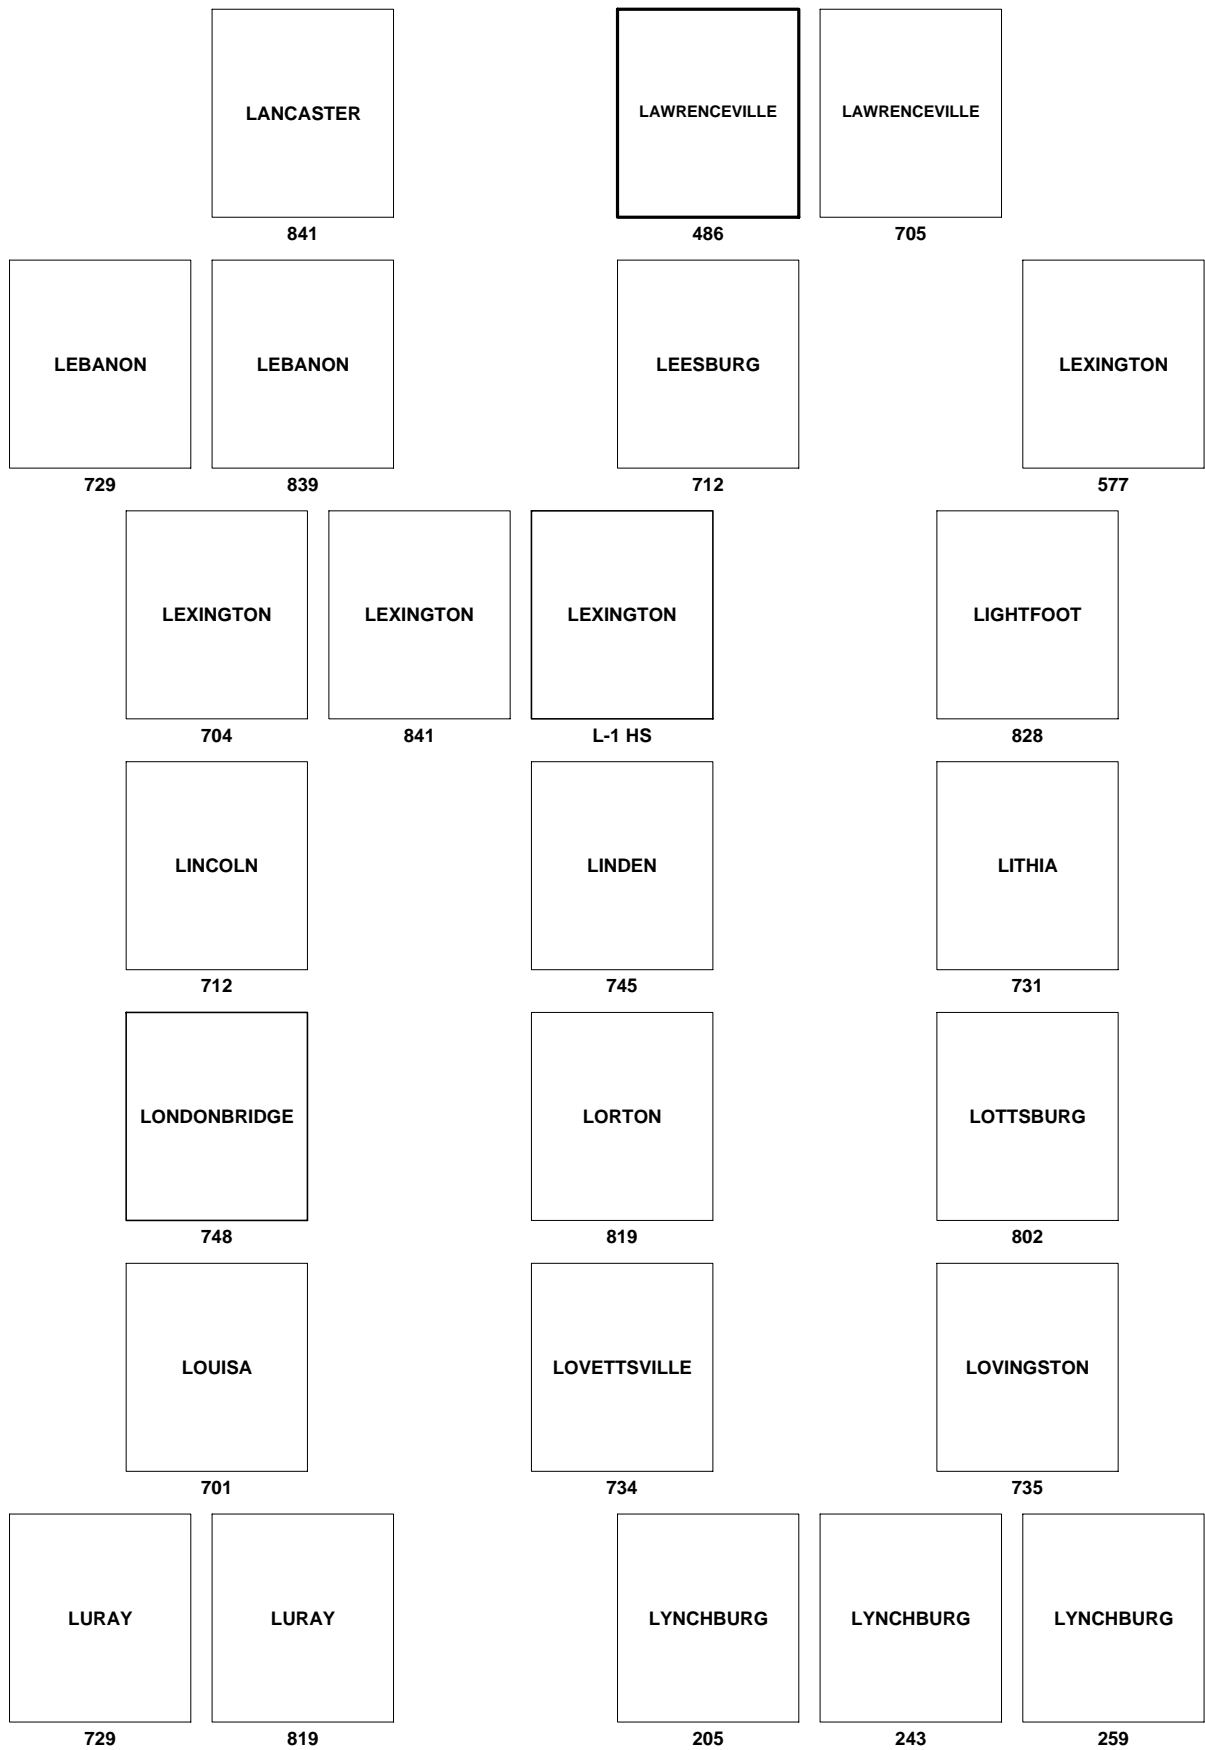 LANCASTER
841
LAWRENCEVILLE
486
LAWRENCEVILLE
705
LEBANON
729
LEBANON
839
LEESBURG
712
LEXINGTON
577
LEXINGTON
704
LEXINGTON
841
LEXINGTON
L-1 HS
LIGHTFOOT
828
LINCOLN
712
LINDEN
745
LITHIA
731
LONDONBRIDGE
748
LORTON
819
LOTTSBURG
802
LOUISA
701
LOVETTSVILLE
734
LOVINGSTON
735
LURAY
729
LURAY
819
LYNCHBURG
205
LYNCHBURG
243
LYNCHBURG
259